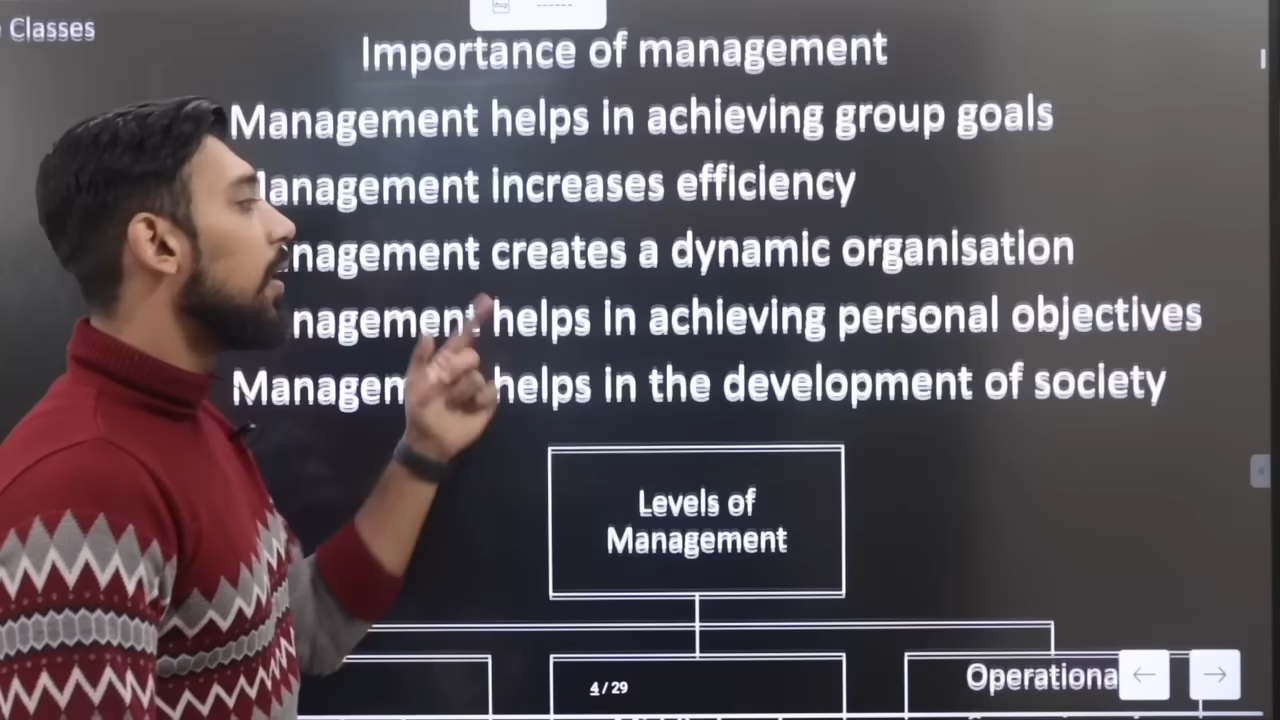 Classes
Importance of management
Management helps in achieving group goals
anagement increases efficiency
nagement creates a dynamic organisation
nagement helps in achieving personal objectives
Managem helps in the development of society
Levels of
Management
Operationa
4 / 29